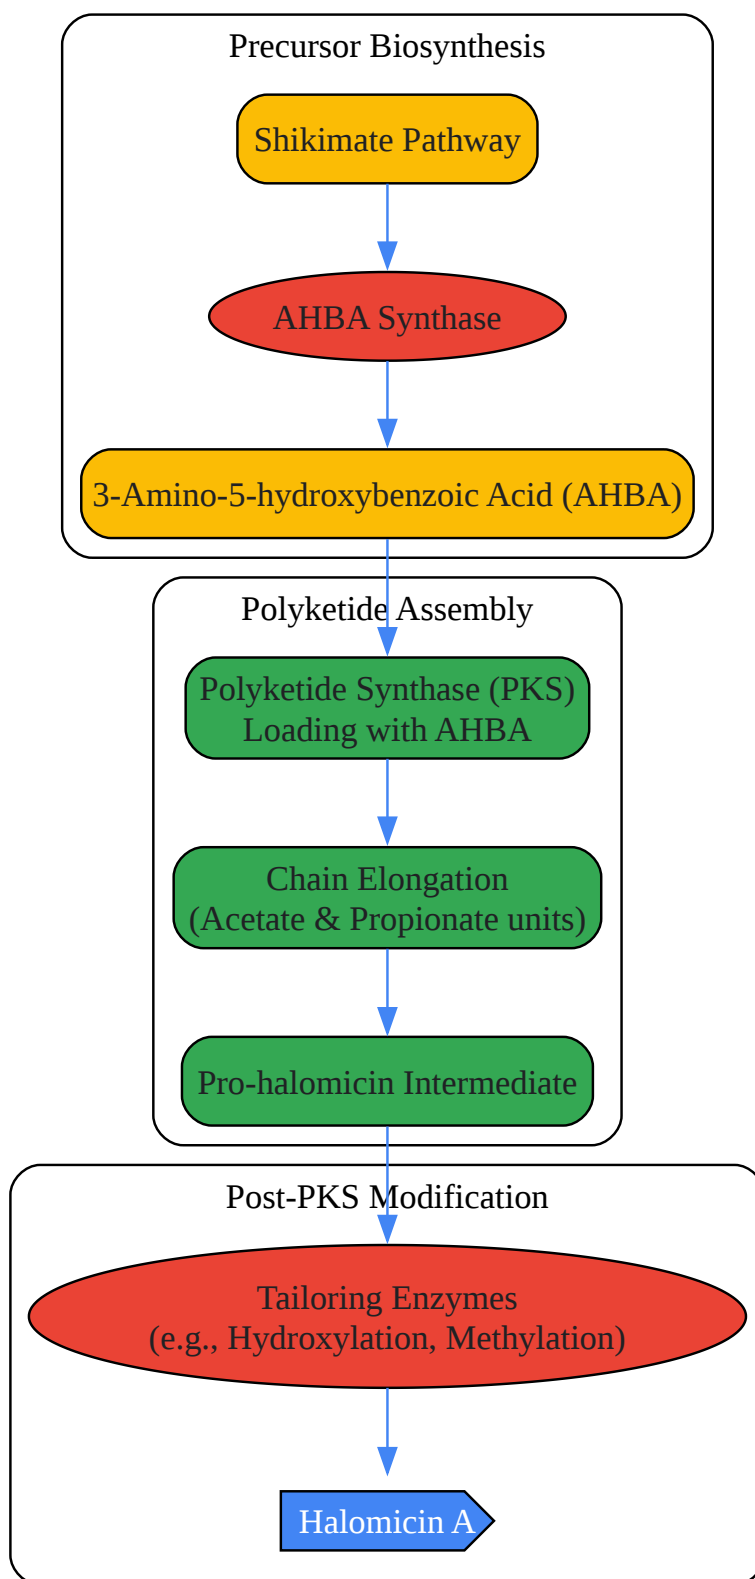 Precursor Biosynthesis
Shikimate Pathway
AHBA Synthase
3-Amino-5-hydroxybenzoic Acid (AHBA)
Polyketide Assembly
Polyketide Synthase (PKS)
Loading with AHBA
Chain Elongation
(Acetate & Propionate units)
Pro-halomicin Intermediate
Post-PKS Modification
Tailoring Enzymes
(e.g., Hydroxylation, Methylation)
Halomicin A